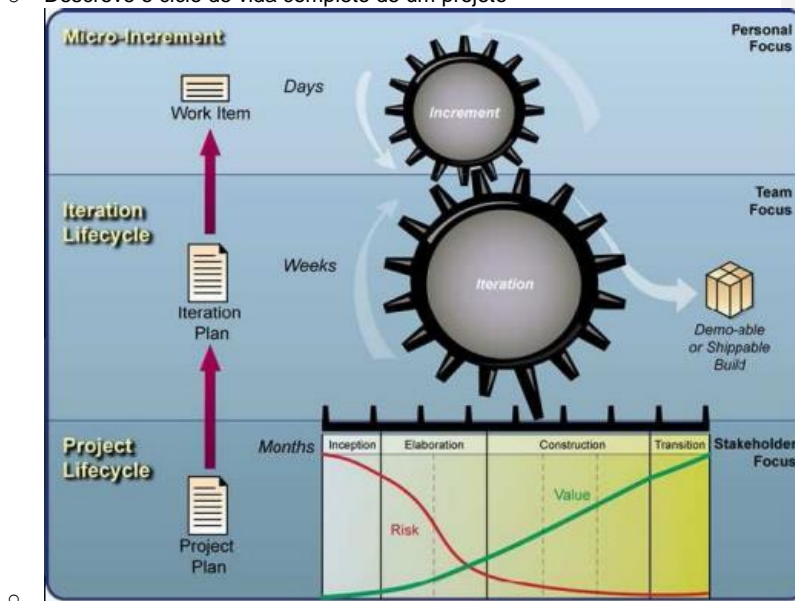 Descreve o ciclo de vida completo de um projeto
Micro-Increment
Personal
Focus
Work Item
Days
Increment
Iteration
Lifecycle
Team
Focus
Weeks
Iteration
Iteration
Plan
Demo-able
or Shippable
Build
Project
Lifecycle
Months
Inception
Elaboration
Construction
Transition
Stakeholder
Focus
Value
Risk
Project
Plan